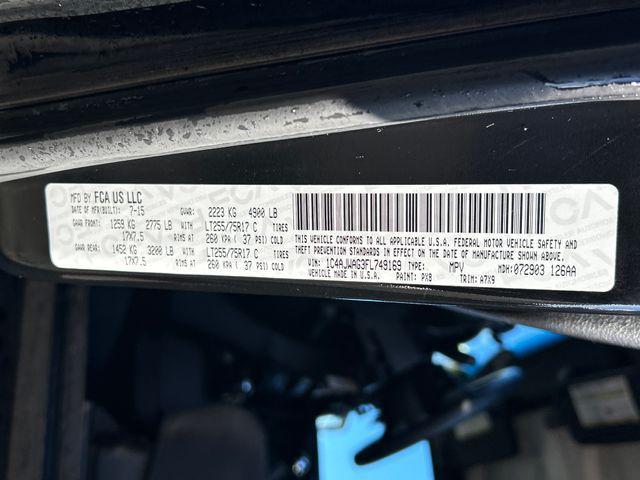 MFD BY FCA US LLC
DATE OF MFR(BUILT): 7-15 GVWR: 2223 KG 4900 LB
GAWR FRONT: 1259 KG 2775 LB WITH LT255/75R17 C TIRES
17X7.5 RIMS AT 260 KPA ( 37 PSI) COLD
GAWR REAR: 1452 KG 3200 LB WITH LT255/75R17 C TIRES
17X7.5 RIMS AT 260 KPA ( 37 PSI) COLD
THIS VEHICLE CONFORMS TO ALL APPLICABLE U.S.A. FEDERAL MOTOR VEHICLE SAFETY AND
THEFT PREVENTION STANDARDS IN EFFECT ON THE DATE OF MANUFACTURE SHOWN ABOVE.
VIN: 1C4AJWAG3FL749169 TYPE: MPV MDH: 072903 126AA
MADE IN U.S.A. PAINT: PX8 TRIM: A7X9